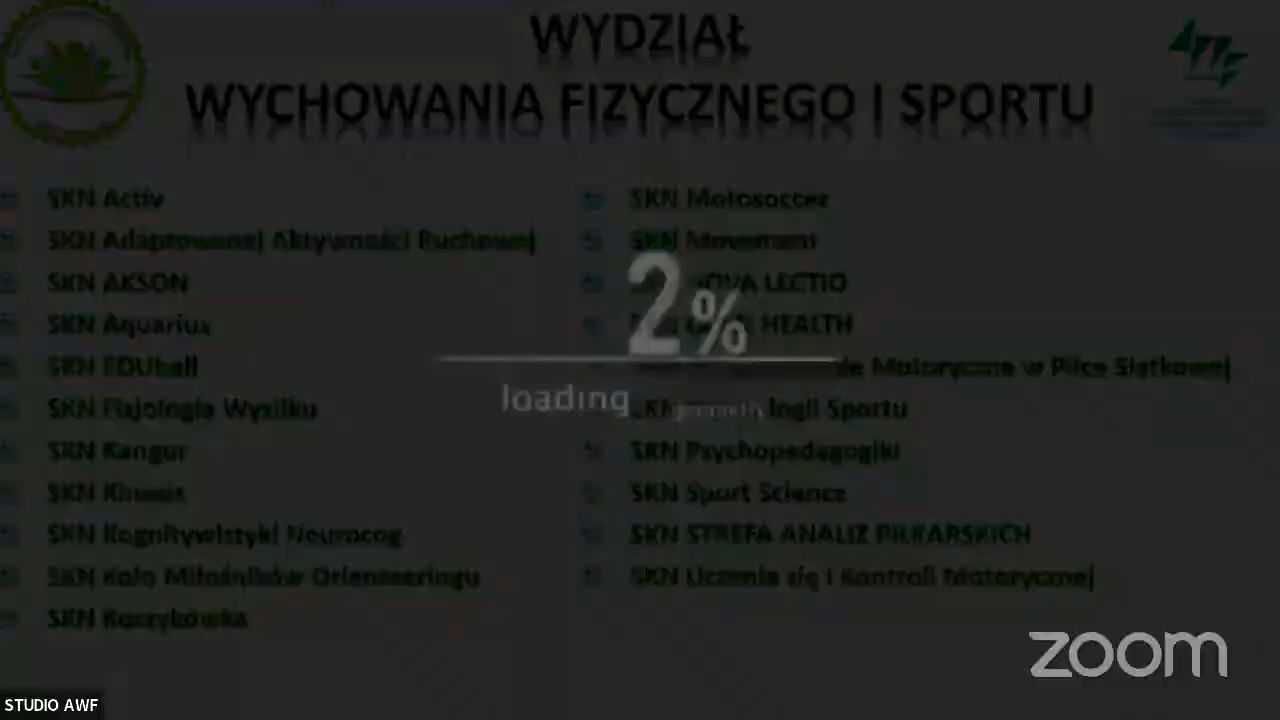 WYDZIAŁ
WYCHOWANIA FIZYCZNEGO I SPORTU
SKN Activ
SKN Adaptowanej Aktywności Ruchowej
SKN AKSON
SKN Aquarius
SKN EDUball
SKN Fizjologia Wysiłku
SKN Kangur
SKN Kinesis
SKN Kognitywistyki Neurocog
SKN Koło Miłośników Orienteeringu
SKN Koszykówka
SKN Motosoccer
SKN Movement
NOVA LECTIO
HEALTH
Motoryczne w Piłce Siatkowej
SKN logii Sportu
SKN Psychopedagogiki
SKN Sport Science
SKN STREFA ANALIZ PIŁKARSKICH
SKN Uczenia się i Kontroli Motorycznej
2%
loading
zoom
STUDIO AWF